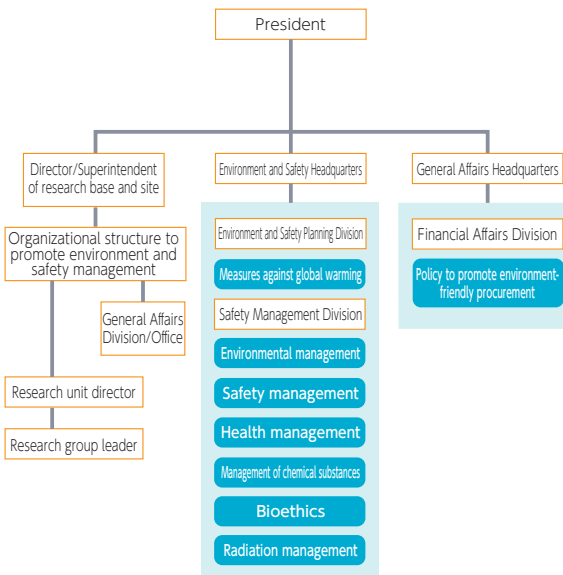 President
Director/Superintendent
of research base and site
Organizational structure to
promote environment and
safety management
General Affairs
Division/Office
Research unit director
Research group leader
Environment and Safety Headquarters
Environment and Safety Planning Division
Measures against global warming
Safety Management Division
Environmental management
Safety management
Health management
Management of chemical substances
Bioethics
Radiation management
General Affairs Headquarters
Financial Affairs Division
Policy to promote environment-
friendly procurement